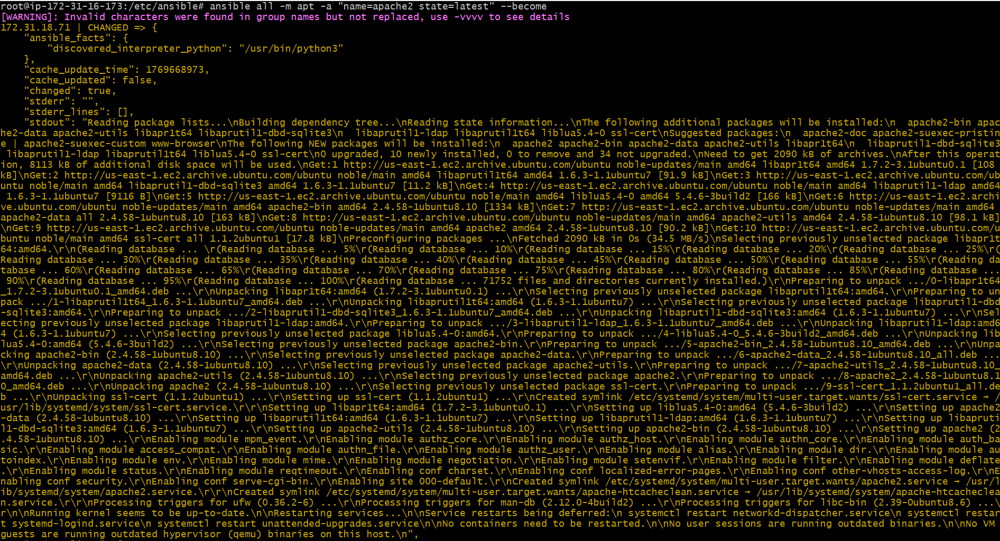 root@ip-172-31-16-173:/etc/ansible# ansible all -m apt -a "name=apache2 state=latest" --become
[WARNING]: Invalid characters were found in group names but not replaced, use -vvvv to see details
172.31.18.71 | CHANGED => {
    "ansible_facts": {
        "discovered_interpreter_python": "/usr/bin/python3"
    },
    "cache_update_time": 1769668973,
    "cache_updated": false,
    "changed": true,
    "stderr": "",
    "stderr_lines": [],
    "stdout": "Reading package lists...\nBuilding dependency tree...\nReading state information...\nThe following additional packages will be installed:\n  apache2-bin apac
he2-data apache2-utils libapr1t64 libaprutil1-dbd-sqlite3\n  libaprutil1-ldap libaprutil1t64 liblua5.4-0 ssl-cert\nSuggested packages:\n  apache2-doc apache2-suexec-pristin
e | apache2-suexec-custom www-browser\nThe following NEW packages will be installed:\n  apache2 apache2-bin apache2-data apache2-utils libapr1t64\n  libaprutil1-dbd-sqlite3
 libaprutil1-ldap libaprutil1t64 liblua5.4-0 ssl-cert\n0 upgraded, 10 newly installed, 0 to remove and 34 not upgraded.\nNeed to get 2090 kB of archives.\nAfter this operat
ion, 8113 kB of additional disk space will be used.\nGet:1 http://us-east-1.ec2.archive.ubuntu.com/ubuntu noble-updates/main amd64 libapr1t64 amd64 1.7.2-3.1ubuntu0.1 [108 
kB]\nGet:2 http://us-east-1.ec2.archive.ubuntu.com/ubuntu noble/main amd64 libaprutil1t64 amd64 1.6.3-1.1ubuntu7 [91.9 kB]\nGet:3 http://us-east-1.ec2.archive.ubuntu.com/ub
untu noble/main amd64 libaprutil1-dbd-sqlite3 amd64 1.6.3-1.1ubuntu7 [11.2 kB]\nGet:4 http://us-east-1.ec2.archive.ubuntu.com/ubuntu noble/main amd64 libaprutil1-ldap amd64
 1.6.3-1.1ubuntu7 [9116 B]\nGet:5 http://us-east-1.ec2.archive.ubuntu.com/ubuntu noble/main amd64 liblua5.4-0 amd64 5.4.6-3build2 [166 kB]\nGet:6 http://us-east-1.ec2.archi
ve.ubuntu.com/ubuntu noble-updates/main amd64 apache2-bin amd64 2.4.58-1ubuntu8.10 [1334 kB]\nGet:7 http://us-east-1.ec2.archive.ubuntu.com/ubuntu noble-updates/main amd64 
apache2-data all 2.4.58-1ubuntu8.10 [163 kB]\nGet:8 http://us-east-1.ec2.archive.ubuntu.com/ubuntu noble-updates/main amd64 apache2-utils amd64 2.4.58-1ubuntu8.10 [98.1 kB]
\nGet:9 http://us-east-1.ec2.archive.ubuntu.com/ubuntu noble-updates/main amd64 apache2 amd64 2.4.58-1ubuntu8.10 [90.2 kB]\nGet:10 http://us-east-1.ec2.archive.ubuntu.com/u
buntu noble/main amd64 ssl-cert all 1.1.2ubuntu1 [17.8 kB]\nPreconfiguring packages ...\nFetched 2090 kB in 0s (34.5 MB/s)\nSelecting previously unselected package libapr1t
64:amd64.\r\n(Reading database ... \r(Reading database ... 5%\r(Reading database ... 10%\r(Reading database ... 15%\r(Reading database ... 20%\r(Reading database ... 25%\r(
Reading database ... 30%\r(Reading database ... 35%\r(Reading database ... 40%\r(Reading database ... 45%\r(Reading database ... 50%\r(Reading database ... 55%\r(Reading da
tabase ... 60%\r(Reading database ... 65%\r(Reading database ... 70%\r(Reading database ... 75%\r(Reading database ... 80%\r(Reading database ... 85%\r(Reading database ...
 90%\r(Reading database ... 95%\r(Reading database ... 100%\r(Reading database ... 71752 files and directories currently installed.)\r\nPreparing to unpack .../0-libapr1t64
_1.7.2-3.1ubuntu0.1_amd64.deb ...\r\nUnpacking libapr1t64:amd64 (1.7.2-3.1ubuntu0.1) ...\r\nSelecting previously unselected package libaprutil1t64:amd64.\r\nPreparing to un
pack .../1-libaprutil1t64_1.6.3-1.1ubuntu7_amd64.deb ...\r\nUnpacking libaprutil1t64:amd64 (1.6.3-1.1ubuntu7) ...\r\nSelecting previously unselected package libaprutil1-dbd
-sqlite3:amd64.\r\nPreparing to unpack .../2-libaprutil1-dbd-sqlite3_1.6.3-1.1ubuntu7_amd64.deb ...\r\nUnpacking libaprutil1-dbd-sqlite3:amd64 (1.6.3-1.1ubuntu7) ...\r\nSel
ecting previously unselected package libaprutil1-ldap:amd64.\r\nPreparing to unpack .../3-libaprutil1-ldap_1.6.3-1.1ubuntu7_amd64.deb ...\r\nUnpacking libaprutil1-ldap:amd6
4 (1.6.3-1.1ubuntu7) ...\r\nSelecting previously unselected package liblua5.4-0:amd64.\r\nPreparing to unpack .../4-liblua5.4-0_5.4.6-3build2_amd64.deb ...\r\nUnpacking lib
lua5.4-0:amd64 (5.4.6-3build2) ...\r\nSelecting previously unselected package apache2-bin.\r\nPreparing to unpack .../5-apache2-bin_2.4.58-1ubuntu8.10_amd64.deb ...\r\nUnpa
cking apache2-bin (2.4.58-1ubuntu8.10) ...\r\nSelecting previously unselected package apache2-data.\r\nPreparing to unpack .../6-apache2-data_2.4.58-1ubuntu8.10_all.deb ...
\r\nUnpacking apache2-data (2.4.58-1ubuntu8.10) ...\r\nSelecting previously unselected package apache2-utils.\r\nPreparing to unpack .../7-apache2-utils_2.4.58-1ubuntu8.10_
amd64.deb ...\r\nUnpacking apache2-utils (2.4.58-1ubuntu8.10) ...\r\nSelecting previously unselected package apache2.\r\nPreparing to unpack .../8-apache2_2.4.58-1ubuntu8.1
0_amd64.deb ...\r\nUnpacking apache2 (2.4.58-1ubuntu8.10) ...\r\nSelecting previously unselected package ssl-cert.\r\nPreparing to unpack .../9-ssl-cert_1.1.2ubuntu1_all.de
b ...\r\nUnpacking ssl-cert (1.1.2ubuntu1) ...\r\nSetting up ssl-cert (1.1.2ubuntu1) ...\r\nCreated symlink /etc/systemd/system/multi-user.target.wants/ssl-cert.service → /
usr/lib/systemd/system/ssl-cert.service.\r\r\nSetting up libapr1t64:amd64 (1.7.2-3.1ubuntu0.1) ...\r\nSetting up liblua5.4-0:amd64 (5.4.6-3build2) ...\r\nSetting up apache2
-data (2.4.58-1ubuntu8.10) ...\r\nSetting up libaprutil1t64:amd64 (1.6.3-1.1ubuntu7) ...\r\nSetting up libaprutil1-ldap:amd64 (1.6.3-1.1ubuntu7) ...\r\nSetting up libapruti
l1-dbd-sqlite3:amd64 (1.6.3-1.1ubuntu7) ...\r\nSetting up apache2-utils (2.4.58-1ubuntu8.10) ...\r\nSetting up apache2-bin (2.4.58-1ubuntu8.10) ...\r\nSetting up apache2 (2
.4.58-1ubuntu8.10) ...\r\nEnabling module mpm_event.\r\nEnabling module authz_core.\r\nEnabling module authz_host.\r\nEnabling module authn_core.\r\nEnabling module auth_ba
sic.\r\nEnabling module access_compat.\r\nEnabling module authn_file.\r\nEnabling module authz_user.\r\nEnabling module alias.\r\nEnabling module dir.\r\nEnabling module au
toindex.\r\nEnabling module env.\r\nEnabling module mime.\r\nEnabling module negotiation.\r\nEnabling module setenvif.\r\nEnabling module filter.\r\nEnabling module deflate
.\r\nEnabling module status.\r\nEnabling module reqtimeout.\r\nEnabling conf charset.\r\nEnabling conf localized-error-pages.\r\nEnabling conf other-vhosts-access-log.\r\nE
nabling conf security.\r\nEnabling conf serve-cgi-bin.\r\nEnabling site 000-default.\r\nCreated symlink /etc/systemd/system/multi-user.target.wants/apache2.service → /usr/l
ib/systemd/system/apache2.service.\r\r\nCreated symlink /etc/systemd/system/multi-user.target.wants/apache-htcacheclean.service → /usr/lib/systemd/system/apache-htcacheclea
n.service.\r\r\nProcessing triggers for ufw (0.36.2-6) ...\r\nProcessing triggers for man-db (2.12.0-4build2) ...\r\nProcessing triggers for libc-bin (2.39-0ubuntu8.6) ...\
r\n\nRunning kernel seems to be up-to-date.\n\nRestarting services...\n\nService restarts being deferred:\n systemctl restart networkd-dispatcher.service\n systemctl restar
t systemd-logind.service\n systemctl restart unattended-upgrades.service\n\nNo containers need to be restarted.\n\nNo user sessions are running outdated binaries.\n\nNo VM 
guests are running outdated hypervisor (qemu) binaries on this host.\n",